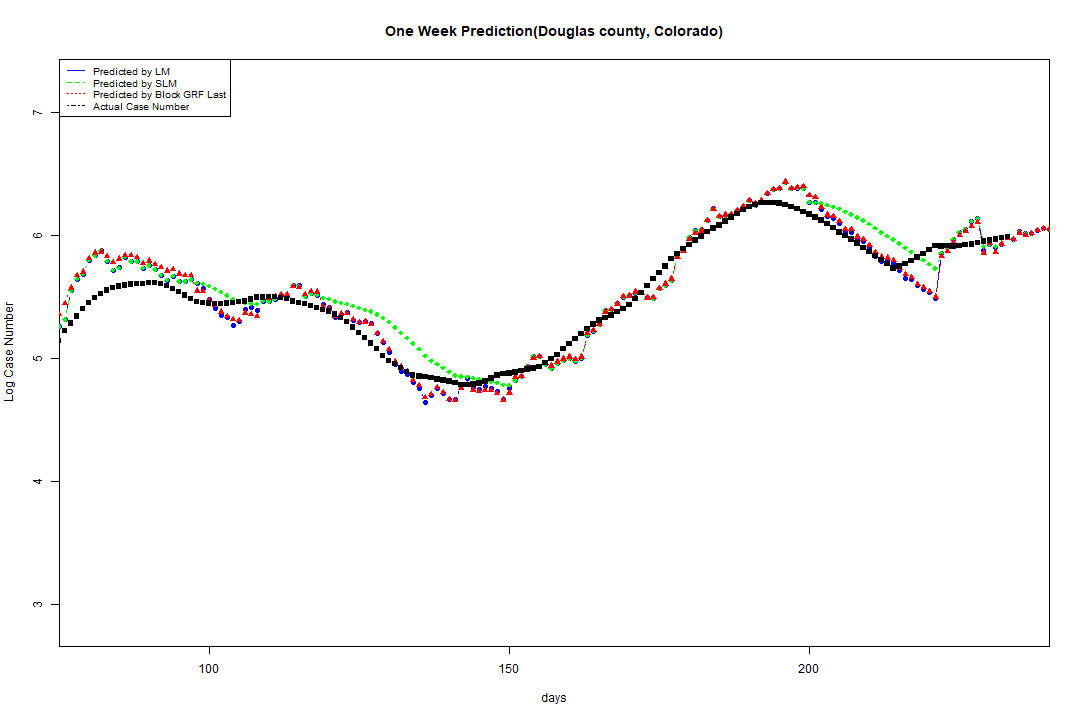 One Week Prediction(Douglas county, Colorado)
Predicted by LM
Predicted by SLM
Predicted by Block GRF Last
Actual Case Number
7
6
5
4
3
Log Case Number
100 150 200
days